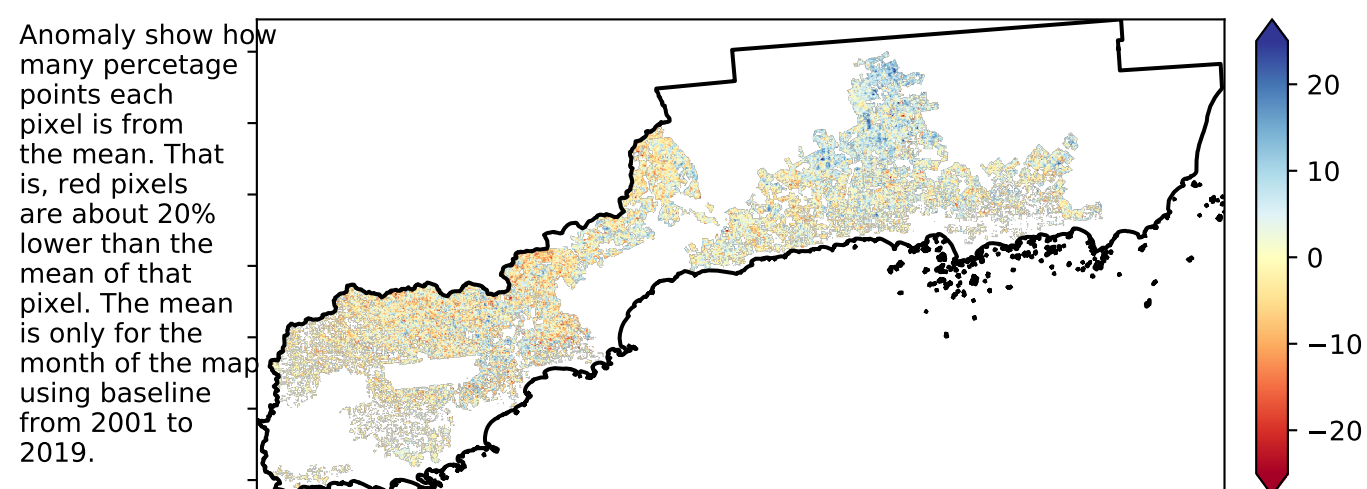 Anomaly show how
many percetage
points each
pixel is from
the mean. That
is, red pixels
are about 20%
lower than the
mean of that
pixel. The mean
is only for the
month of the map
using baseline
from 2001 to
2019.
20
10
0
−10
−20